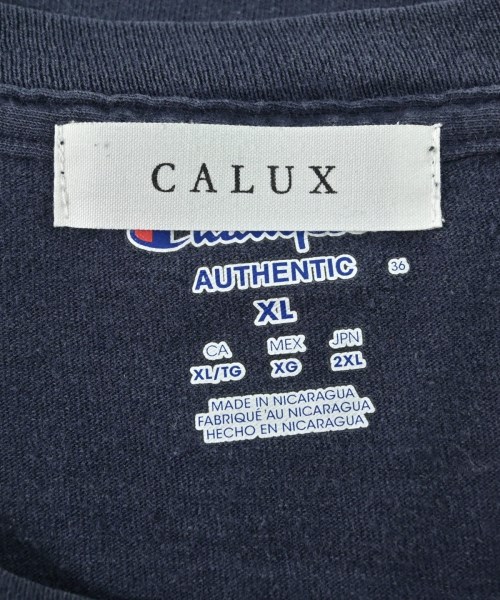 CALUX
Champion
AUTHENTIC
36
XL
CA MEX JPN
XL/TG XG 2XL
MADE IN NICARAGUA
FABRIQUÉ'AU NICARAGUA
HECHO EN NICARAGUA